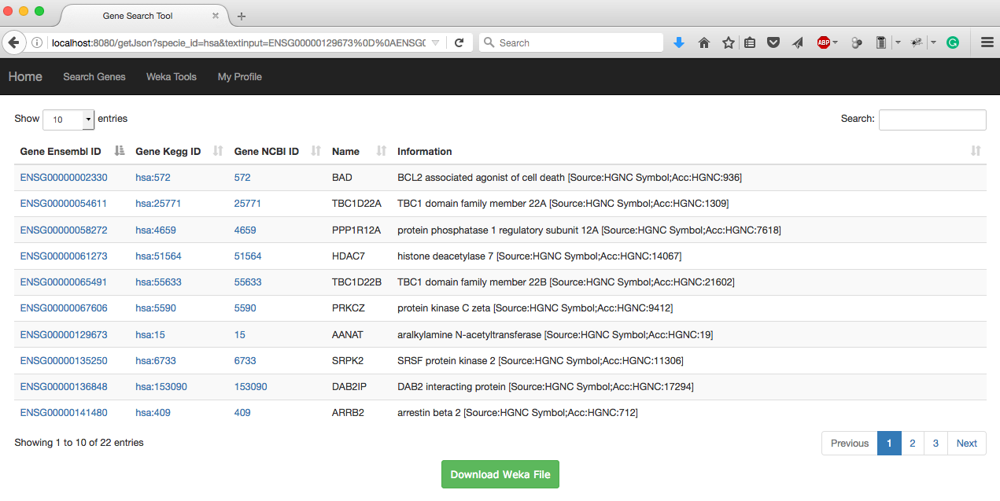 Gene Search Tool
localhost:8080/getJson?specie_id=hsa&textinput=ENSG00000129673%0D%0AENSG0
Search
ABP
G
Home Search Genes Weka Tools My Profile
Show 10 entries Search:
Gene Ensembl ID Gene Kegg ID Gene NCBI ID Name Information
ENSG00000002330 hsa:572 572 BAD BCL2 associated agonist of cell death [Source:HGNC Symbol;Acc:HGNC:936]
ENSG00000054611 hsa:25771 25771 TBC1D22A TBC1 domain family member 22A [Source:HGNC Symbol;Acc:HGNC:1309]
ENSG00000058272 hsa:4659 4659 PPP1R12A protein phosphatase 1 regulatory subunit 12A [Source:HGNC Symbol;Acc:HGNC:7618]
ENSG00000061273 hsa:51564 51564 HDAC7 histone deacetylase 7 [Source:HGNC Symbol;Acc:HGNC:14067]
ENSG00000065491 hsa:55633 55633 TBC1D22B TBC1 domain family member 22B [Source:HGNC Symbol;Acc:HGNC:21602]
ENSG00000067606 hsa:5590 5590 PRKCZ protein kinase C zeta [Source:HGNC Symbol;Acc:HGNC:9412]
ENSG00000129673 hsa:15 15 AANAT aralkylamine N-acetyltransferase [Source:HGNC Symbol;Acc:HGNC:19]
ENSG00000135250 hsa:6733 6733 SRPK2 SRSF protein kinase 2 [Source:HGNC Symbol;Acc:HGNC:11306]
ENSG00000136848 hsa:153090 153090 DAB2IP DAB2 interacting protein [Source:HGNC Symbol;Acc:HGNC:17294]
ENSG00000141480 hsa:409 409 ARRB2 arrestin beta 2 [Source:HGNC Symbol;Acc:HGNC:712]
Showing 1 to 10 of 22 entries Previous 1 2 3 Next
Download Weka File